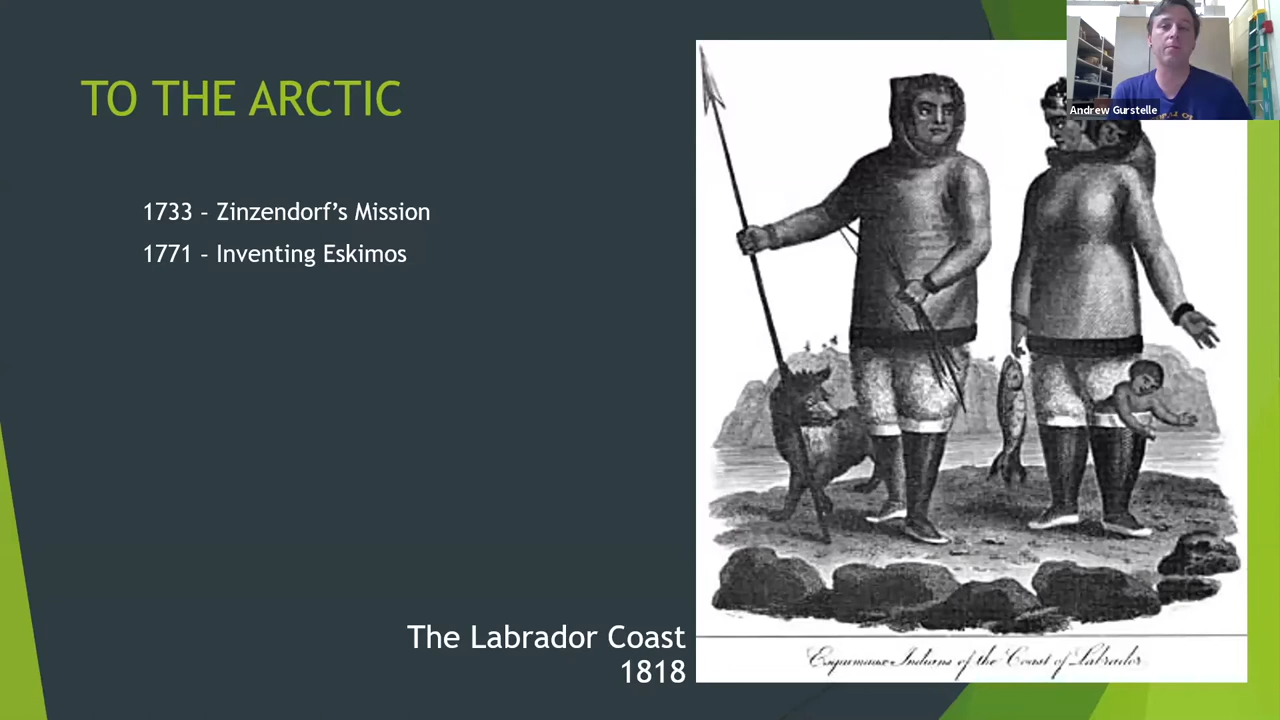 TO THE ARCTIC
1733 – Zinzendorf’s Mission
1771 – Inventing Eskimos
The Labrador Coast
1818
Esquimaux Indians of the Coast of Labrador.
Andrew Gurstelle